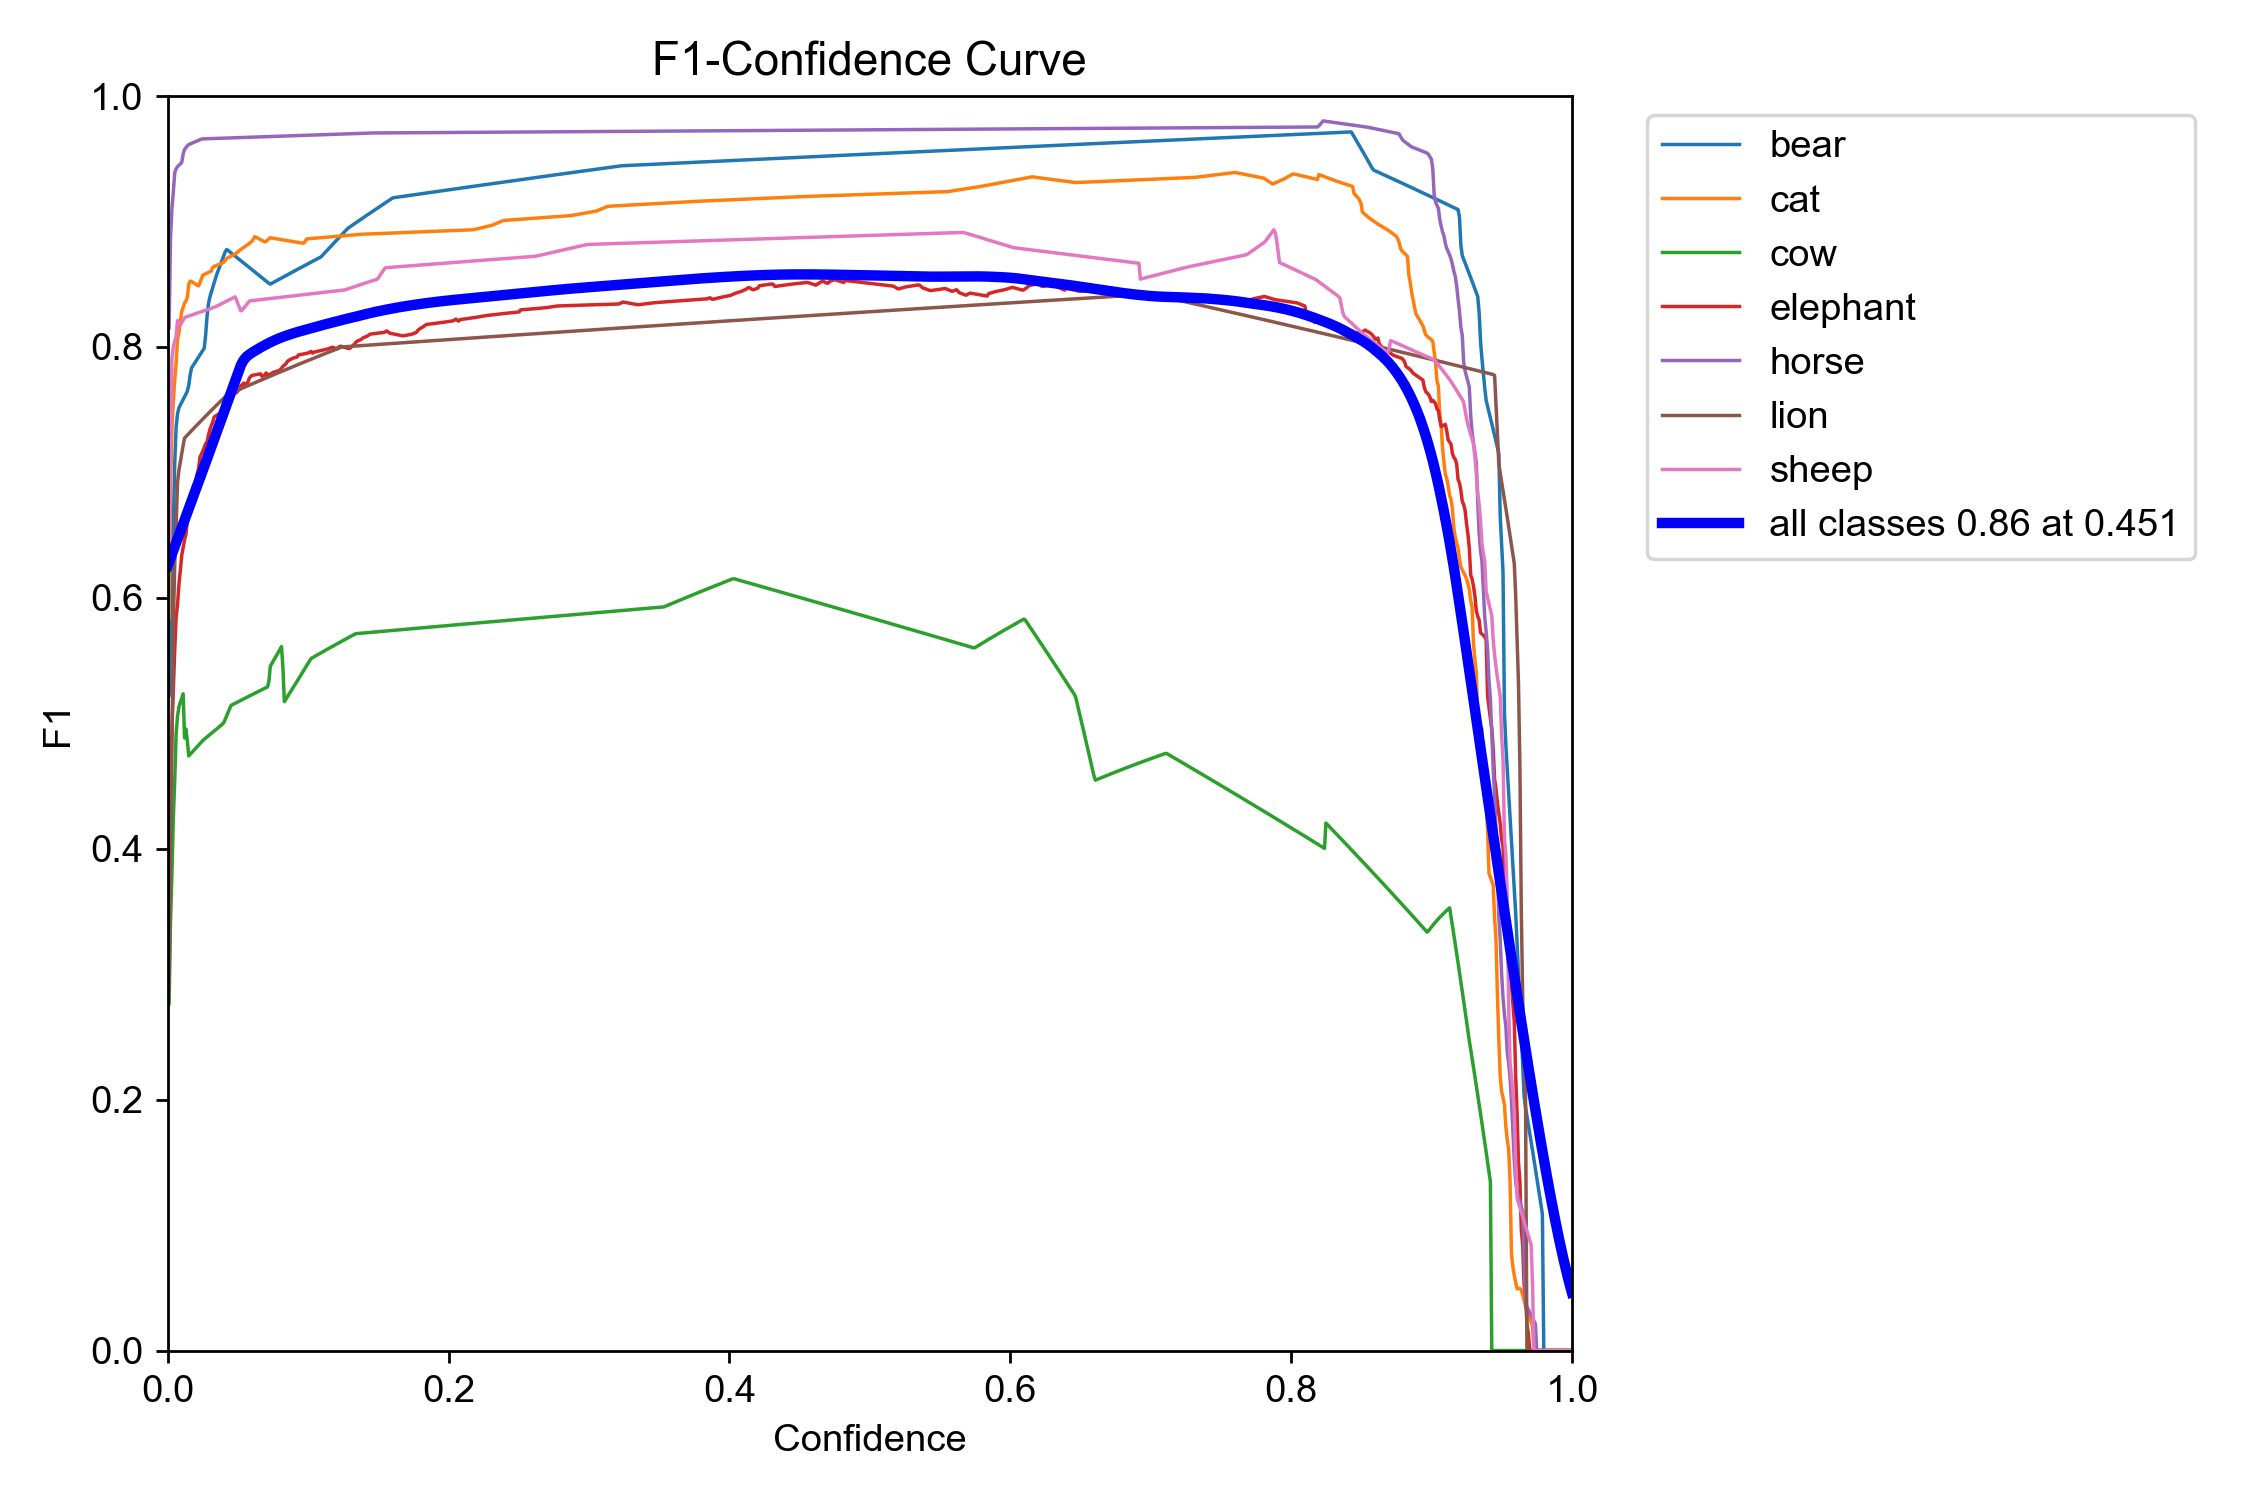 F1-Confidence Curve
1.0
0.8
0.6
0.4
0.2
0.0
F1
0.0 0.2 0.4 0.6 0.8 1.0
Confidence
bear
cat
cow
elephant
horse
lion
sheep
all classes 0.86 at 0.451